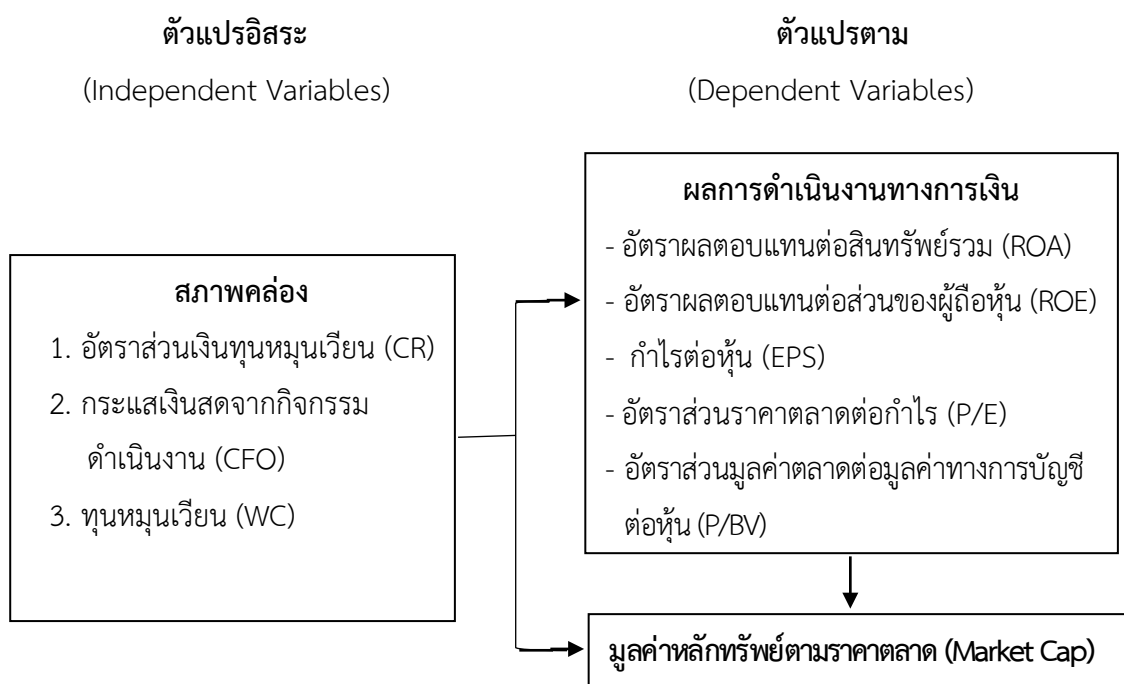 ตัวแปรอิสระ
(Independent Variables)
ตัวแปรตาม
(Dependent Variables)
สภาพคล่อง
1. อัตราส่วนเงินทุนหมุนเวียน (CR)
2. กระแสเงินสดจากกิจกรรม
ดำเนินงาน (CFO)
3. ทุนหมุนเวียน (WC)
ผลการดำเนินงานทางการเงิน
- อัตราผลตอบแทนต่อสินทรัพย์รวม (ROA)
- อัตราผลตอบแทนต่อส่วนของผู้ถือหุ้น (ROE)
- กำไรต่อหุ้น (EPS)
- อัตราส่วนราคาตลาดต่อกำไร (P/E)
- อัตราส่วนมูลค่าตลาดต่อมูลค่าทางการบัญชี
ต่อหุ้น (P/BV)
มูลค่าหลักทรัพย์ตามราคาตลาด (Market Cap)